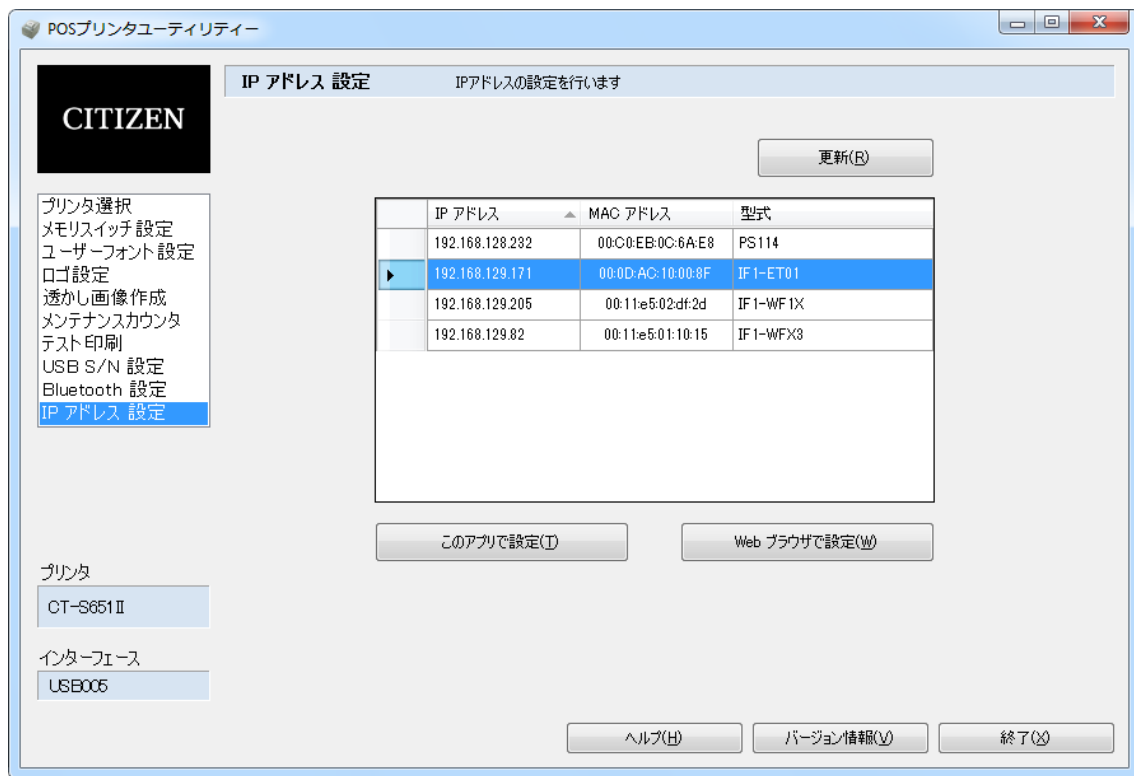 POSプリンタユーティリティー
CITIZEN
IP アドレス 設定 IPアドレスの設定を行います
更新(R)
プリンタ選択
メモリスイッチ設定
ユーザーフォント設定
ロゴ設定
透かし画像作成
メンテナンスカウンタ
テスト印刷
USB S/N 設定
Bluetooth 設定
IP アドレス 設定
IP アドレス MAC アドレス 型式
192.168.128.232 00:C0:EB:0C:6A:E8 PS114
192.168.129.171 00:0D:AC:10:00:8F IF1-ET01
192.168.129.205 00:11:e5:02:df:2d IF1-WF1X
192.168.129.82 00:11:e5:01:10:15 IF1-WFX3
このアプリで設定(T) Web ブラウザで設定(W)
プリンタ
CT-S651Ⅱ
インターフェース
USB005
ヘルプ(H) バージョン情報(V) 終了(X)